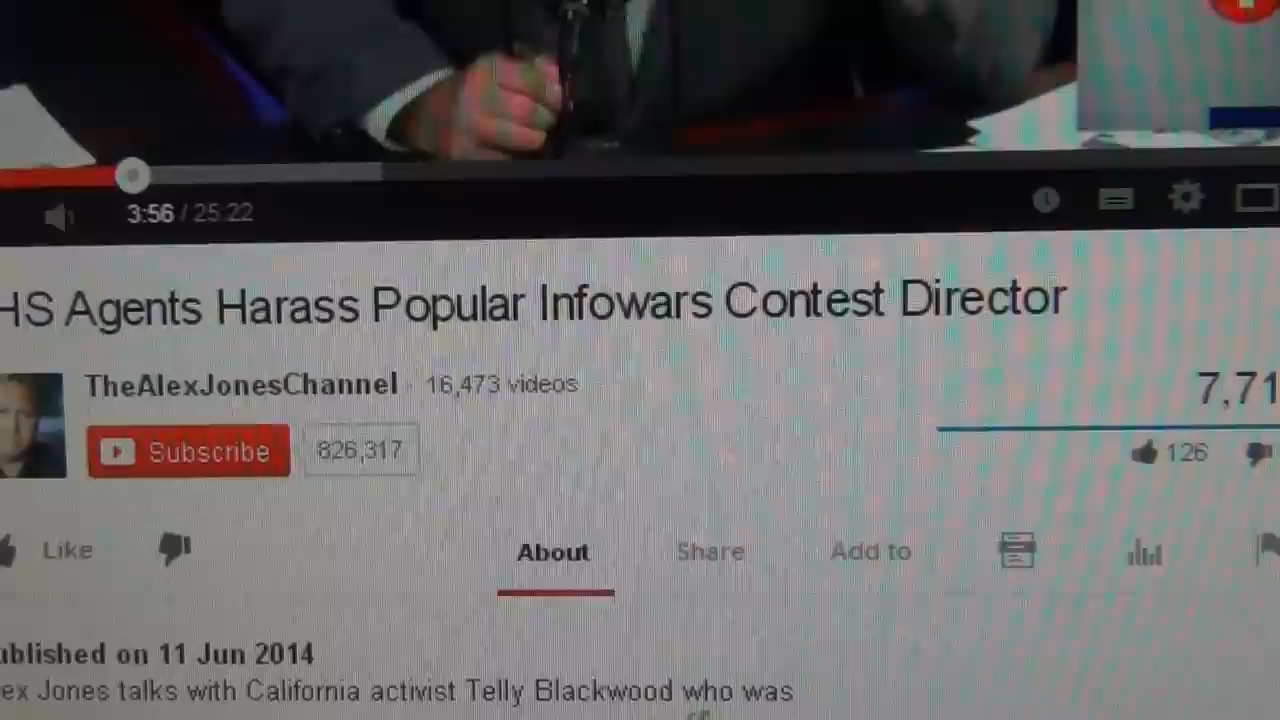 3:56 / 25:22
HS Agents Harass Popular Infowars Contest Director
TheAlexJonesChannel · 16,473 videos
7,71
Subscribe 826,317
126
Like
About Share Add to
ublished on 11 Jun 2014
ex Jones talks with California activist Telly Blackwood who was